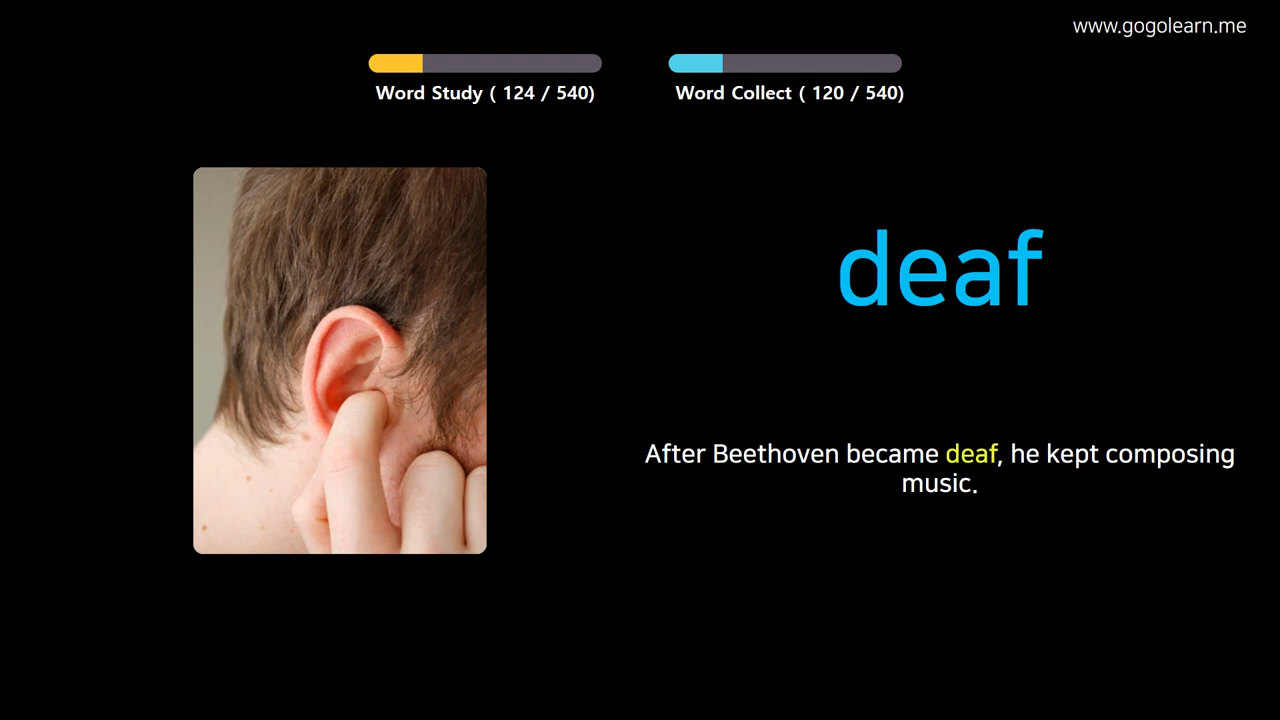 www.gogolearn.me
Word Study ( 124 / 540)
Word Collect ( 120 / 540)
deaf
After Beethoven became deaf, he kept composing
music.